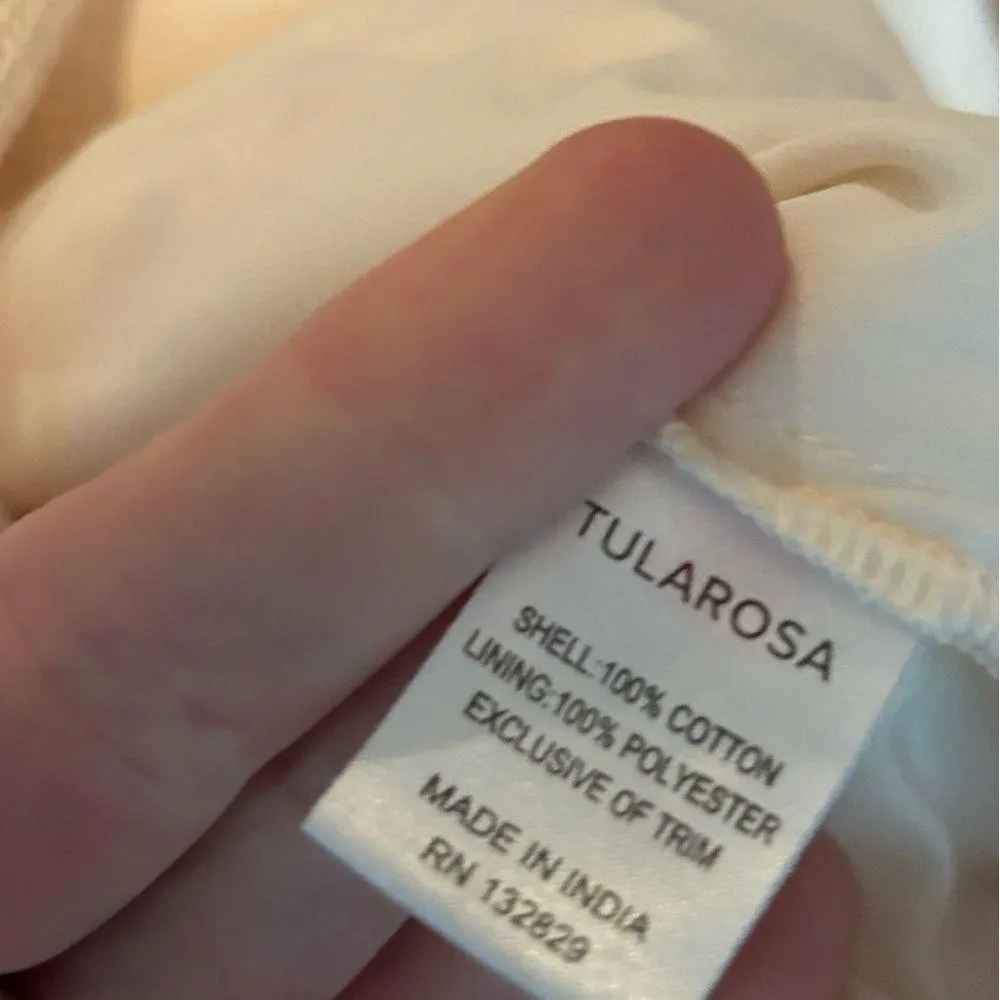 TULAROSA
SHELL:100% COTTON
LINING:100% POLYESTER
EXCLUSIVE OF TRIM
MADE IN INDIA
RN 132829